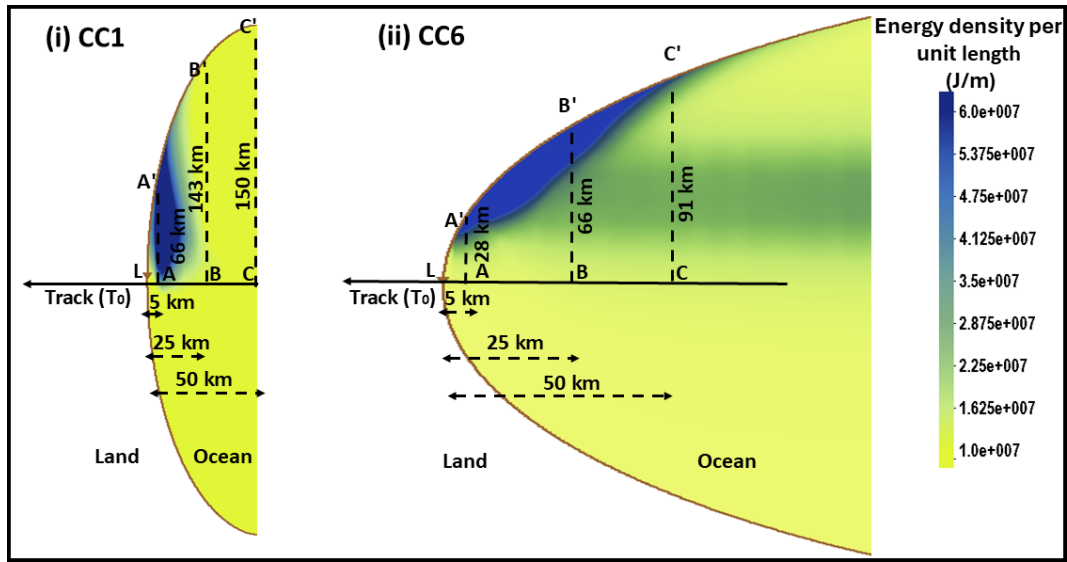 (i) CC1
C'
B'
A'
143 km
150 km
66 km
L
A
B
C
Track (T₀)
5 km
25 km
50 km
Land
Ocean
(ii) CC6
C'
B'
A'
28 km
66 km
91 km
L
A
B
C
Track (T₀)
5 km
25 km
50 km
Land
Ocean
Energy density per
unit length
(J/m)
6.0e+007
5.375e+007
4.75e+007
4.125e+007
3.5e+007
2.875e+007
2.25e+007
1.625e+007
1.0e+007